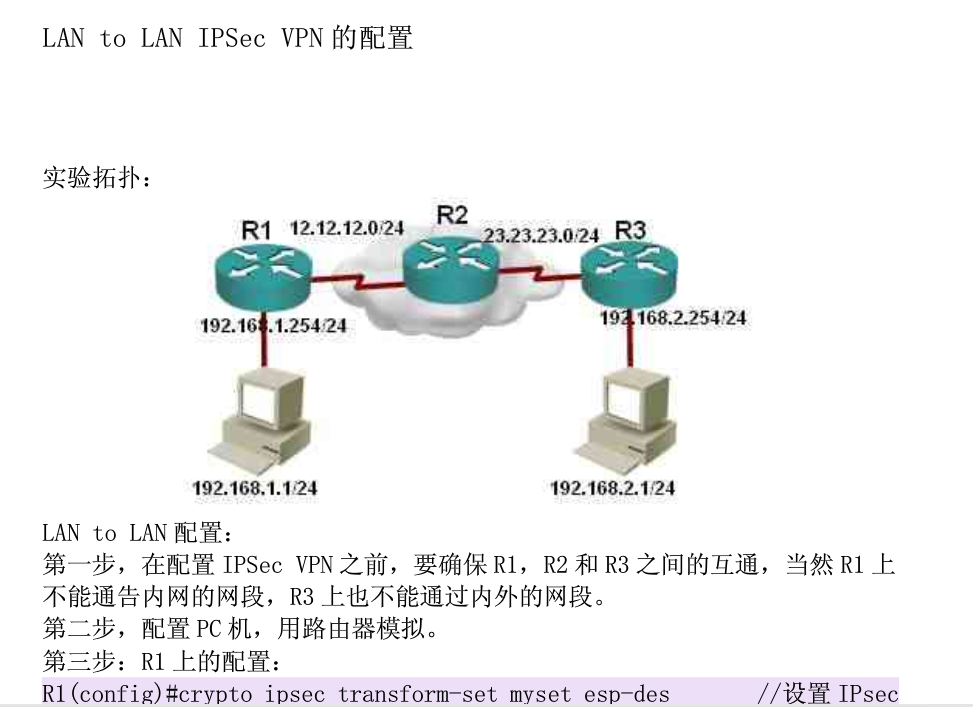 LAN to LAN IPSec VPN 的配置
实验拓扑：
R1
12.12.12.0/24
R2
23.23.23.0/24
R3
192.168.1.254/24
192.168.2.254/24
192.168.1.1/24
192.168.2.1/24
LAN to LAN 配置：
第一步，在配置 IPSec VPN 之前，要确保 R1，R2 和 R3 之间的互通，当然 R1 上
不能通告内网的网段，R3 上也不能通过内外的网段。
第二步，配置 PC 机，用路由器模拟。
第三步：R1 上的配置：
R1(config)#crypto ipsec transform-set myset esp-des //设置 IPsec